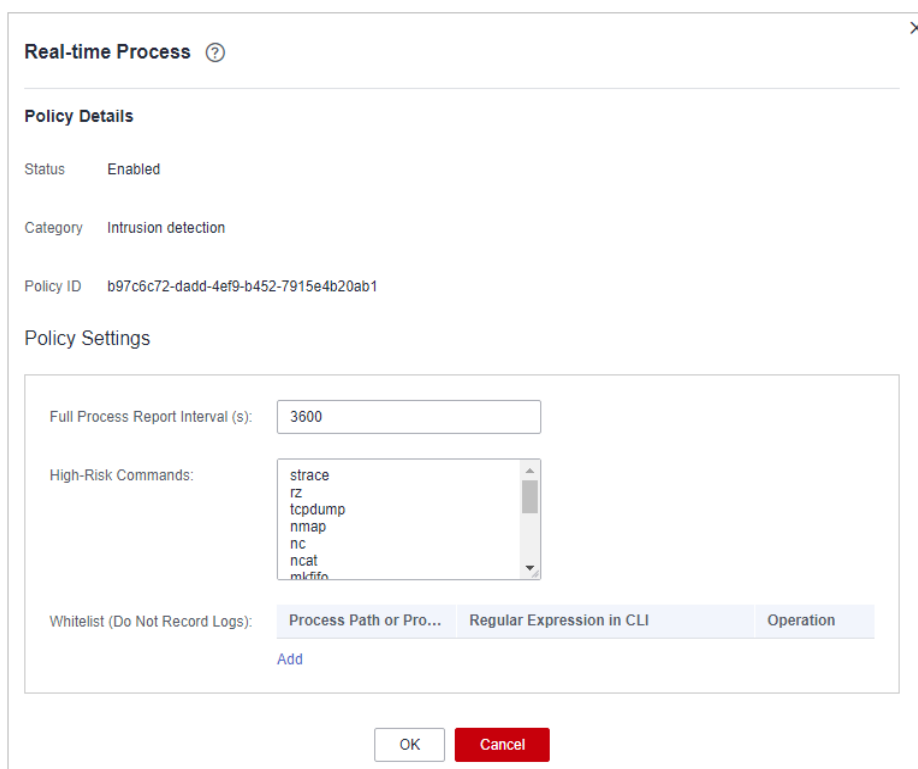 Real-time Process ?
Policy Details
Status Enabled
Category Intrusion detection
Policy ID b97c6c72-dadd-4ef9-b452-7915e4b20ab1
Policy Settings
Full Process Report Interval (s): 3600
High-Risk Commands: strace
rz
tcpdump
nmap
nc
ncat
mkfifo
Whitelist (Do Not Record Logs): Process Path or Pro... Regular Expression in CLI Operation
Add
OK Cancel